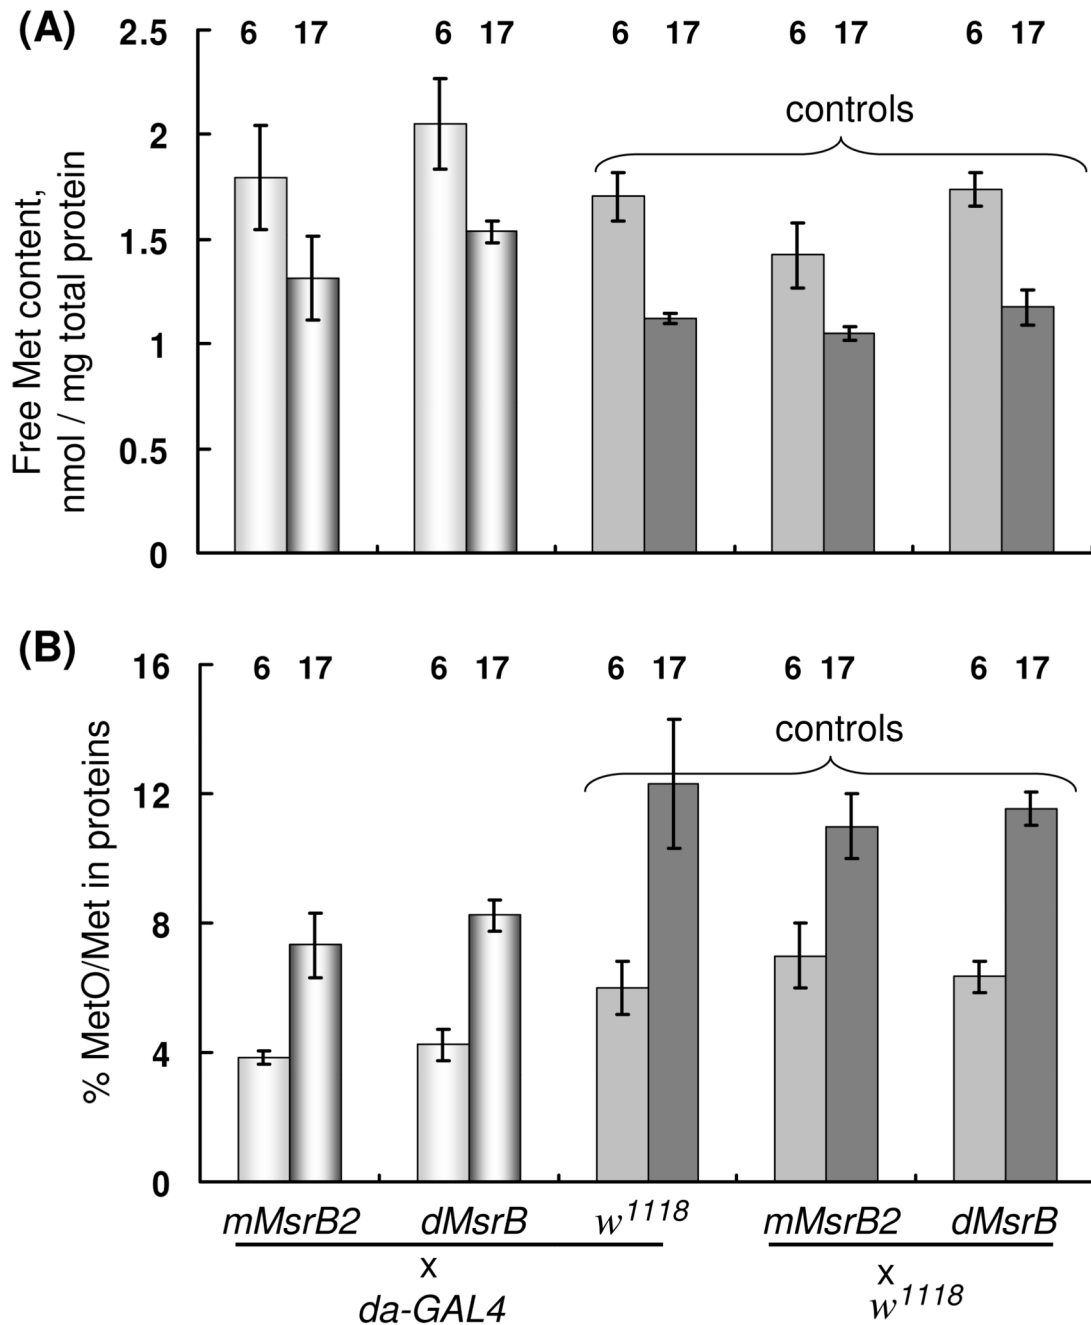 (A)
6 17 6 17 6 17 6 17 6 17
controls
2.5
2
1.5
1
0.5
0
Free Met content,
nmol / mg total protein
(B)
6 17 6 17 6 17 6 17 6 17
controls
16
12
8
4
0
% MetO/Met in proteins
mMsrB2 dMsrB w1118 mMsrB2 dMsrB
x x
da-GAL4 w1118